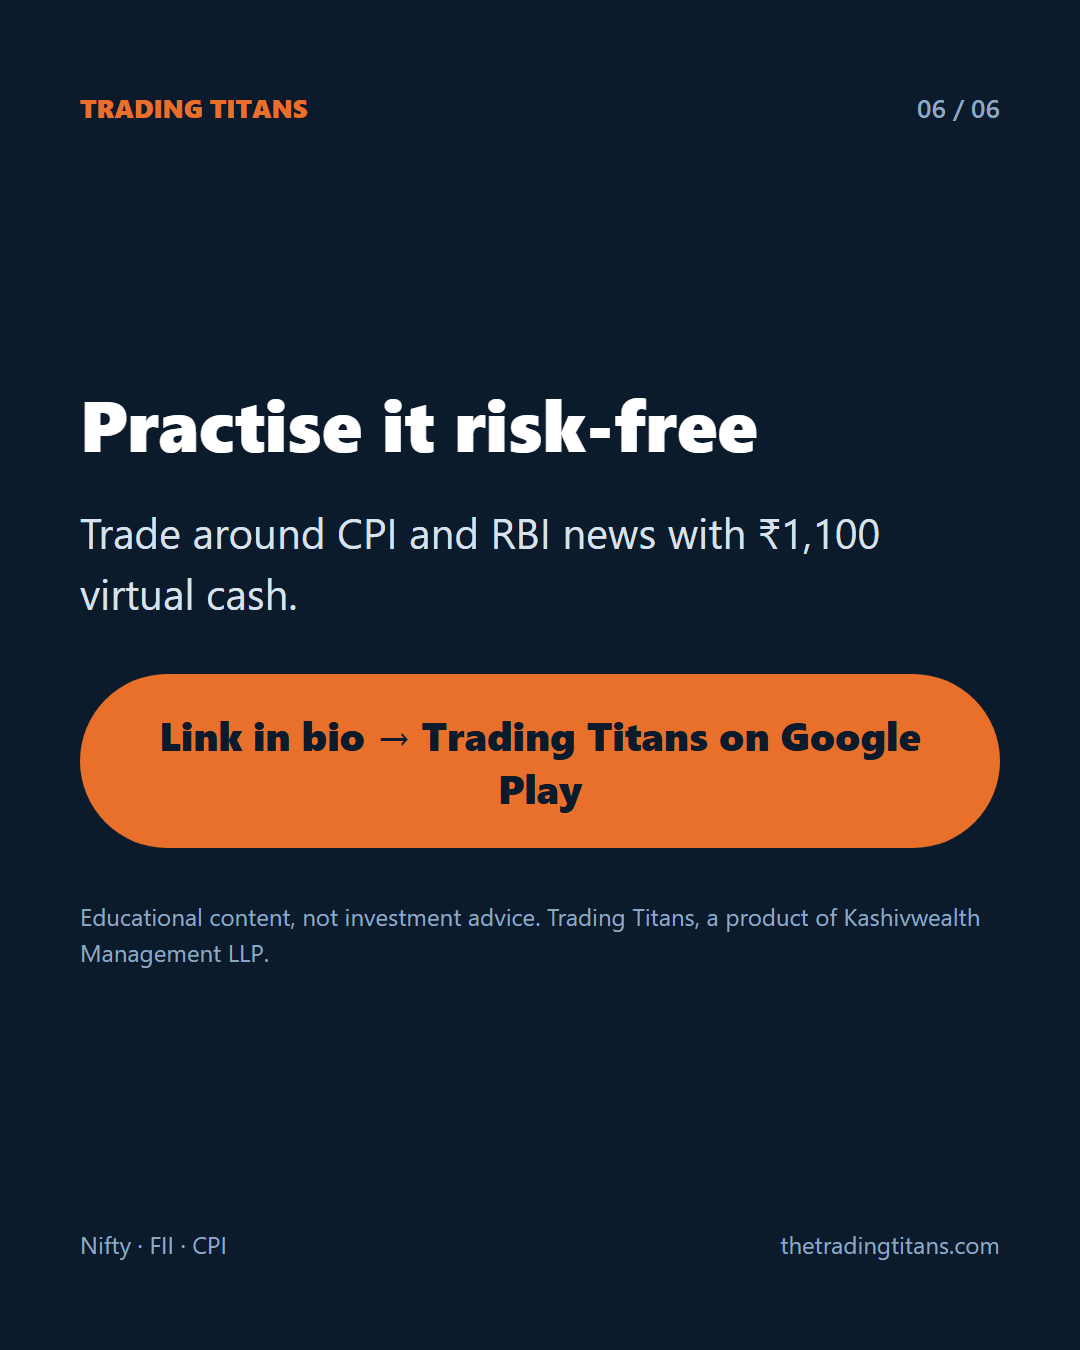 TRADING TITANS
06 / 06
Practise it risk-free
Trade around CPI and RBI news with ₹1,100
virtual cash.
Link in bio → Trading Titans on Google
Play
Educational content, not investment advice. Trading Titans, a product of Kashivwealth
Management LLP.
Nifty · FII · CPI
thetradingtitans.com